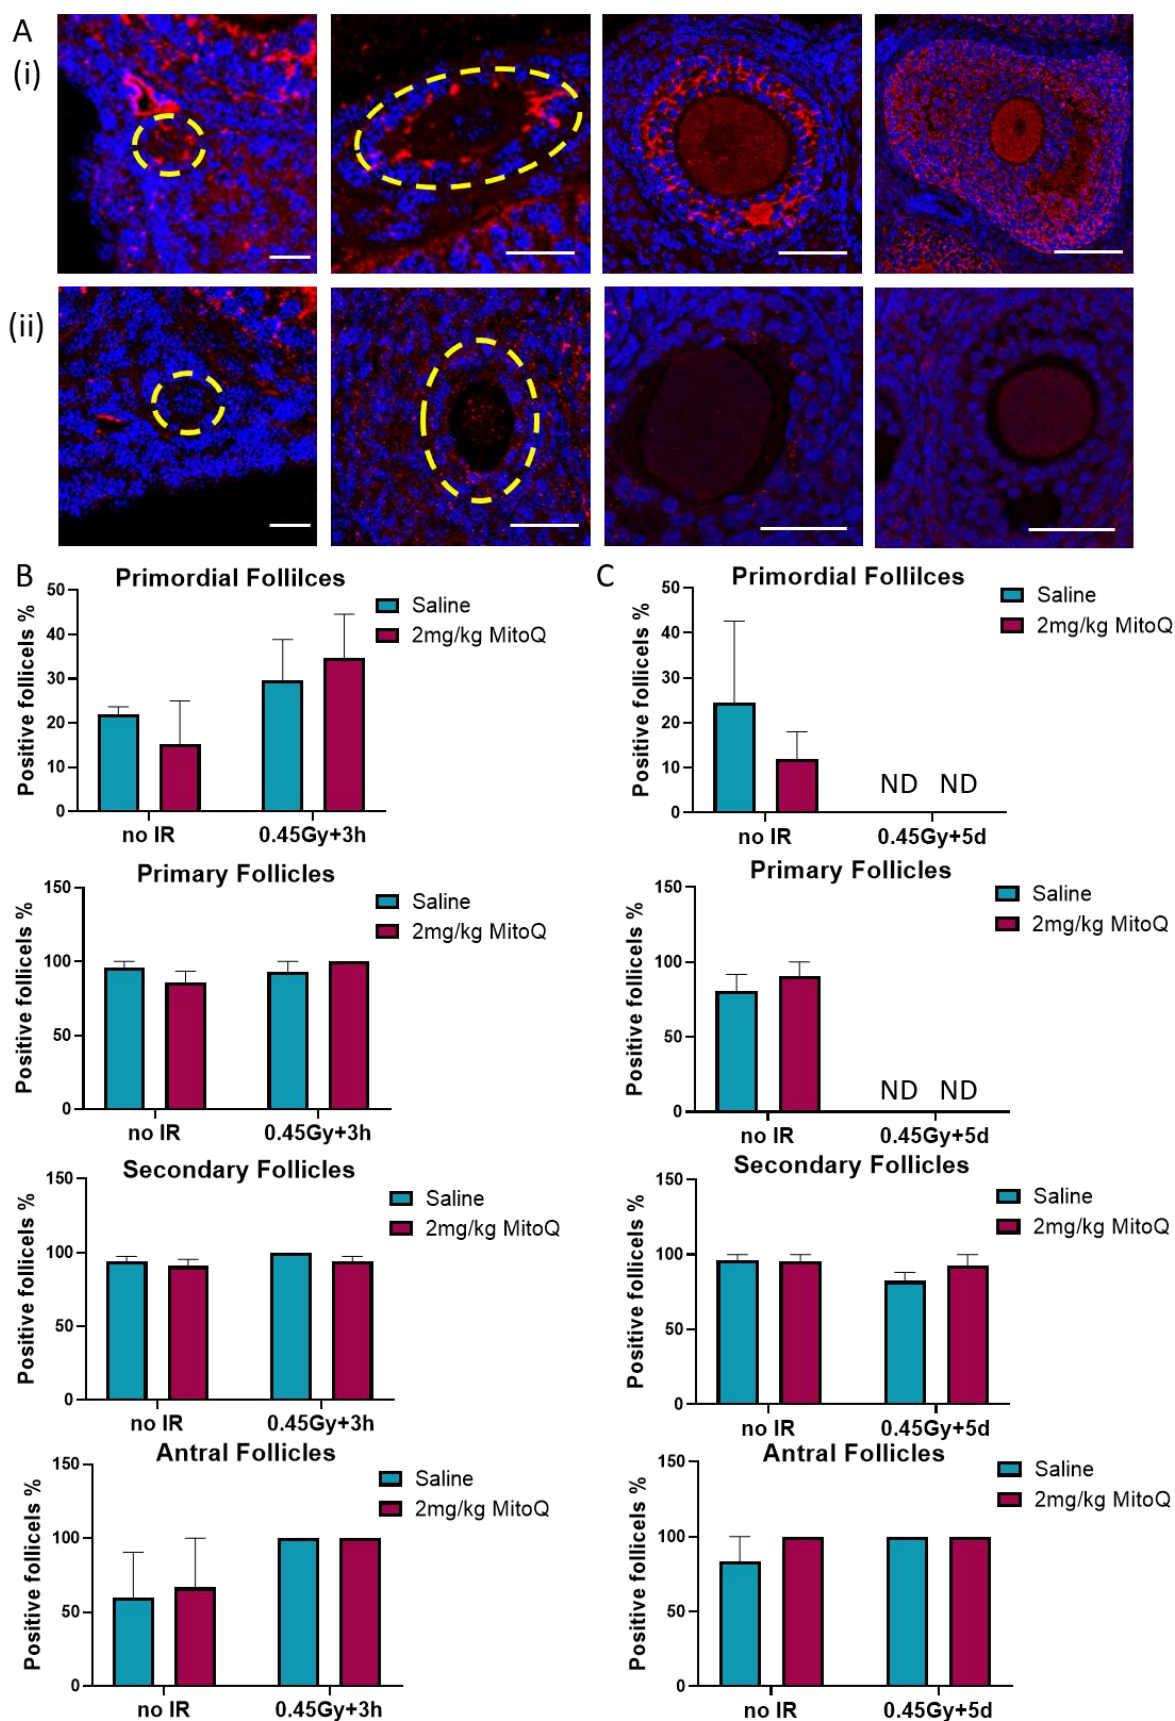 A
(i)
(ii)
B
Primordial Follilces
Positive follicels %
50
40
30
20
10
0
no IR
0.45Gy+3h
Saline
2mg/kg MitoQ
Primary Follicles
Positive follicels %
150
100
50
0
no IR
0.45Gy+3h
Saline
2mg/kg MitoQ
Secondary Follicles
Positive follicels %
150
100
50
0
no IR
0.45Gy+3h
Saline
2mg/kg MitoQ
Antral Follicles
Positive follicels %
150
100
50
0
no IR
0.45Gy+3h
Saline
2mg/kg MitoQ
C
Primordial Follilces
Positive follicels %
50
40
30
20
10
0
ND ND
no IR
0.45Gy+5d
Saline
2mg/kg MitoQ
Primary Follicles
Positive follicels %
150
100
50
0
ND ND
no IR
0.45Gy+5d
Saline
2mg/kg MitoQ
Secondary Follicles
Positive follicels %
150
100
50
0
no IR
0.45Gy+5d
Saline
2mg/kg MitoQ
Antral Follicles
Positive follicels %
150
100
50
0
no IR
0.45Gy+5d
Saline
2mg/kg MitoQ